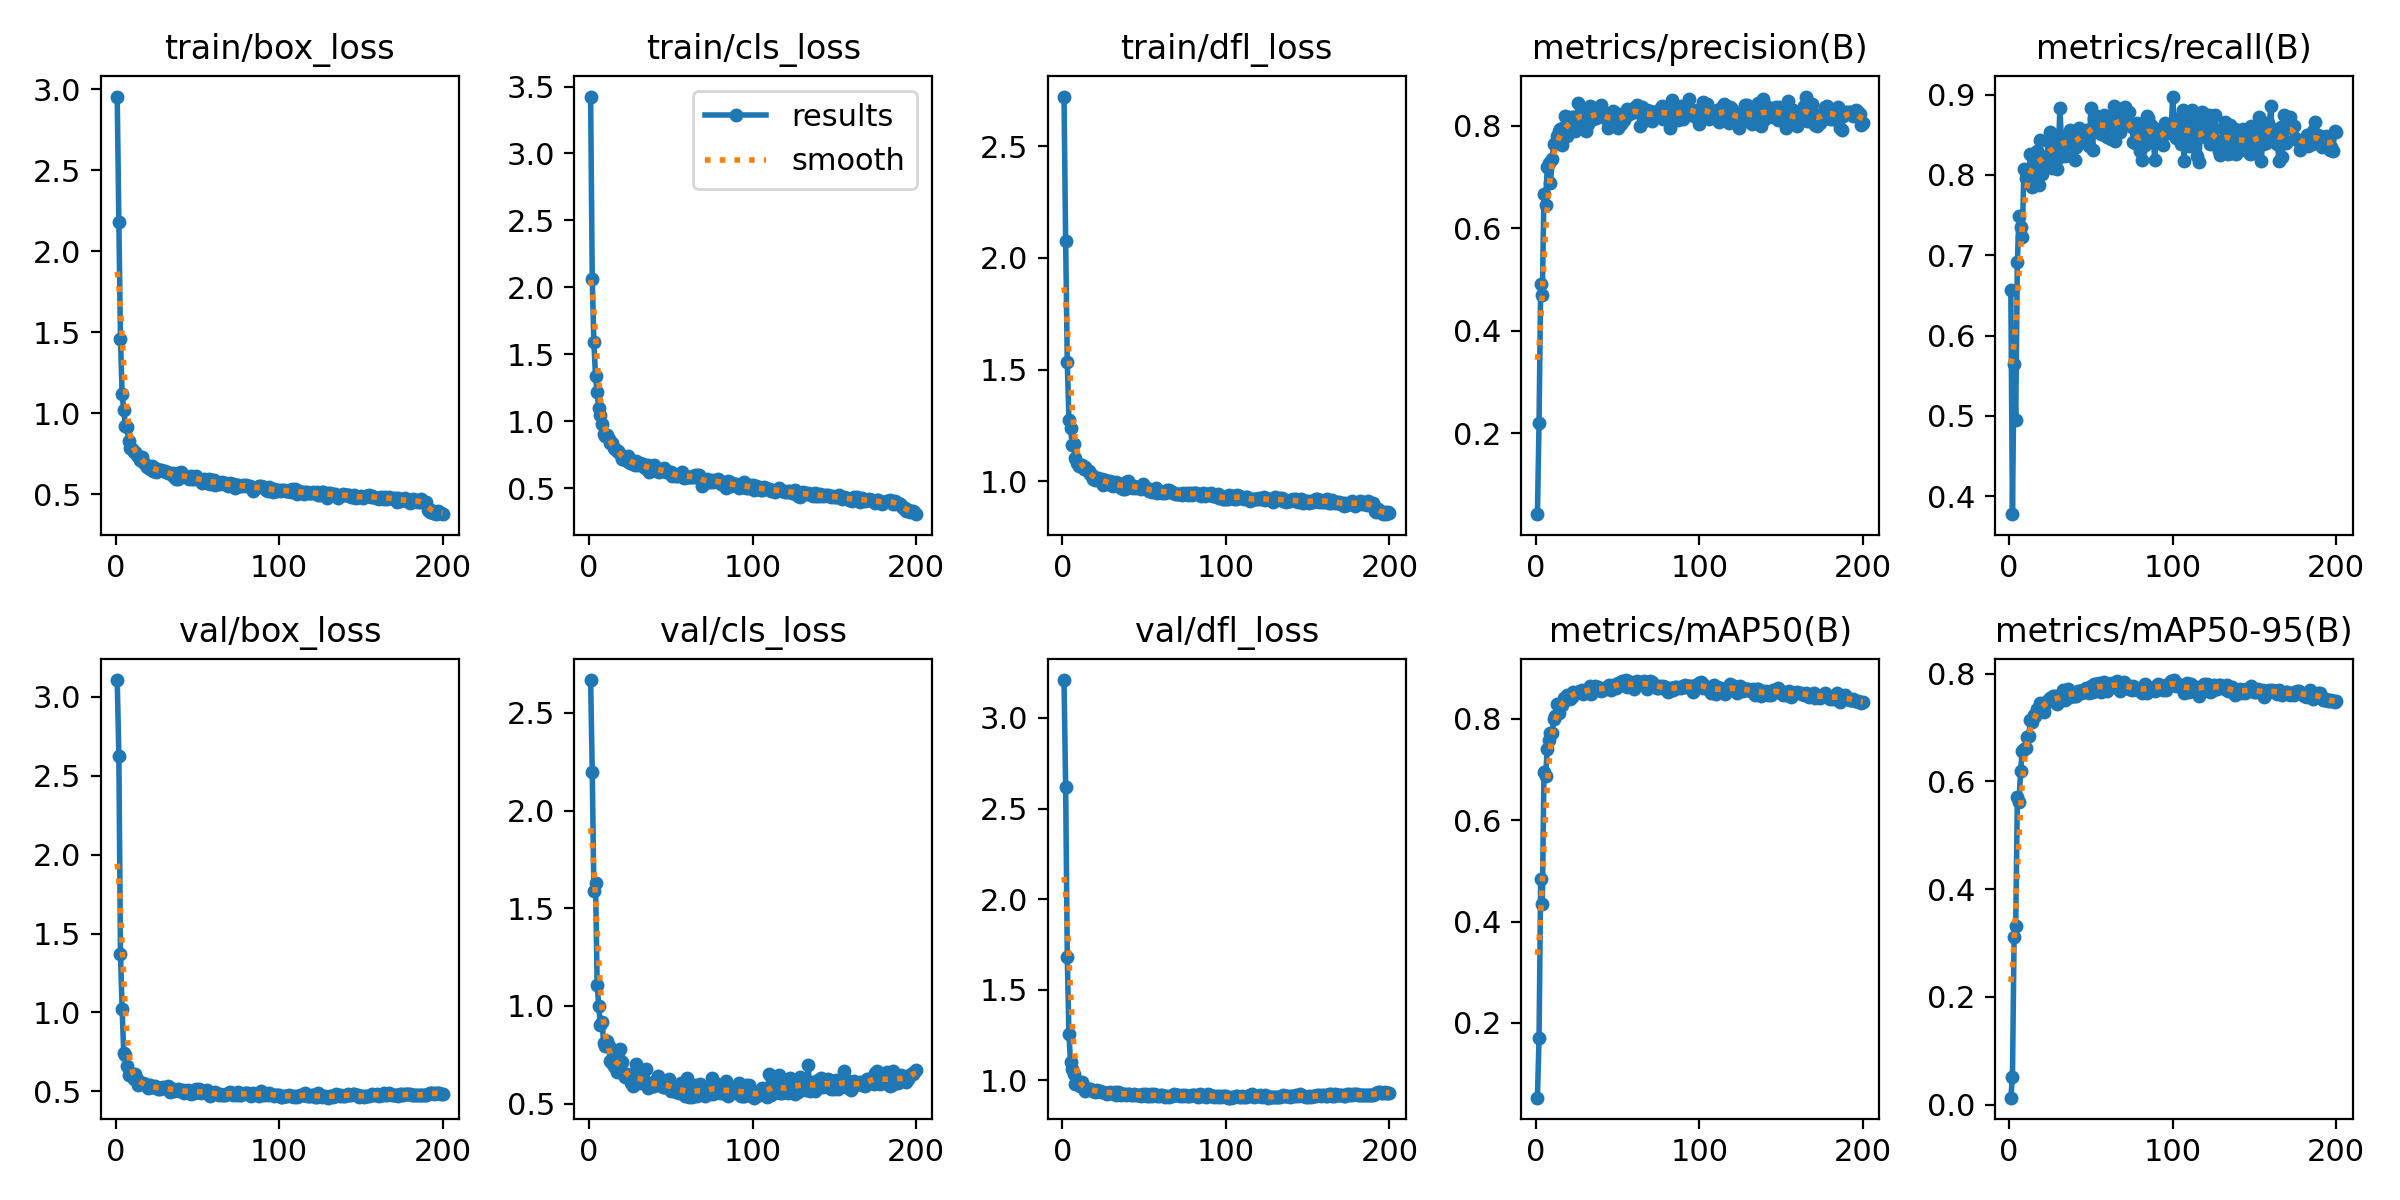 train/box_loss
3.0
2.5
2.0
1.5
1.0
0.5
0 100 200
train/cls_loss
results
smooth
3.5
3.0
2.5
2.0
1.5
1.0
0.5
0 100 200
train/dfl_loss
2.5
2.0
1.5
1.0
0 100 200
metrics/precision(B)
0.8
0.6
0.4
0.2
0 100 200
metrics/recall(B)
0.9
0.8
0.7
0.6
0.5
0.4
0 100 200
val/box_loss
3.0
2.5
2.0
1.5
1.0
0.5
0 100 200
val/cls_loss
2.5
2.0
1.5
1.0
0.5
0 100 200
val/dfl_loss
3.0
2.5
2.0
1.5
1.0
0 100 200
metrics/mAP50(B)
0.8
0.6
0.4
0.2
0 100 200
metrics/mAP50-95(B)
0.8
0.6
0.4
0.2
0.0
0 100 200